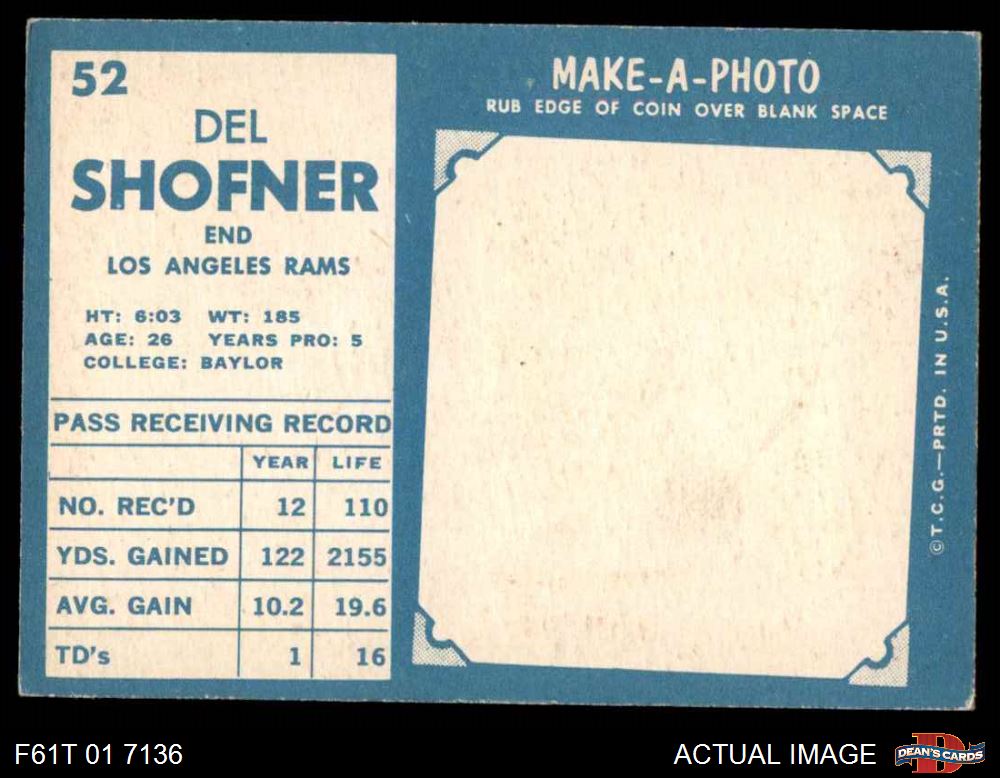 52
DEL
SHOFNER
END
LOS ANGELES RAMS
HT: 6:03 WT: 185
AGE: 26 YEARS PRO: 5
COLLEGE: BAYLOR
PASS RECEIVING RECORD
YEAR LIFE
NO. REC'D 12 110
YDS. GAINED 122 2155
AVG. GAIN 10.2 19.6
TD's 1 16
MAKE-A-PHOTO
RUB EDGE OF COIN OVER BLANK SPACE
©T.C.G.—PRTD. IN U.S.A.
F61T 01 7136
ACTUAL IMAGE
D
DEAN'S CARDS